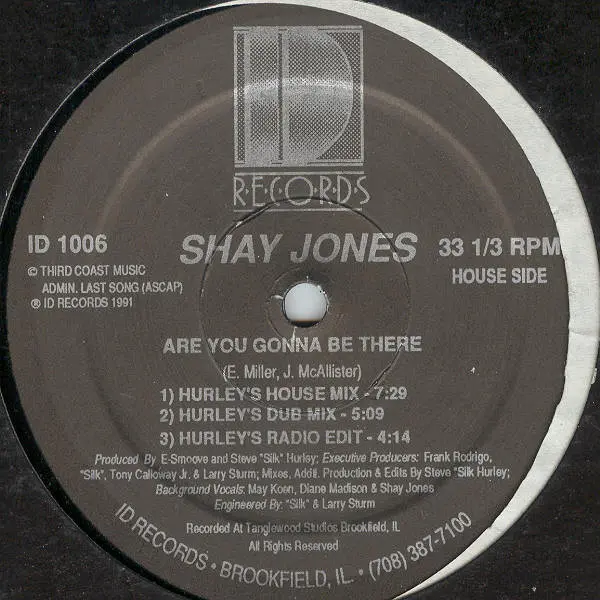 ID
R·E·C·O·R·D·S
ID 1006
SHAY JONES
33 1/3 RPM
© THIRD COAST MUSIC
ADMIN. LAST SONG (ASCAP)
℗ ID RECORDS 1991
HOUSE SIDE
ARE YOU GONNA BE THERE
(E. Miller, J. McAllister)
1) HURLEY'S HOUSE MIX - 7:29
2) HURLEY'S DUB MIX - 5:09
3) HURLEY'S RADIO EDIT - 4:14
Produced By E-Smoove and Steve "Silk" Hurley; Executive Producers: Frank Rodrigo,
"Silk", Tony Calloway Jr. & Larry Sturm; Mixes, Addit. Production & Edits By Steve "Silk Hurley;
Background Vocals: May Koen, Diane Madison & Shay Jones
Engineered By: "Silk" & Larry Sturm
Recorded At Tanglewood Studios Brookfield, IL
All Rights Reserved
ID RECORDS • BROOKFIELD, IL. • (708) 387-7100